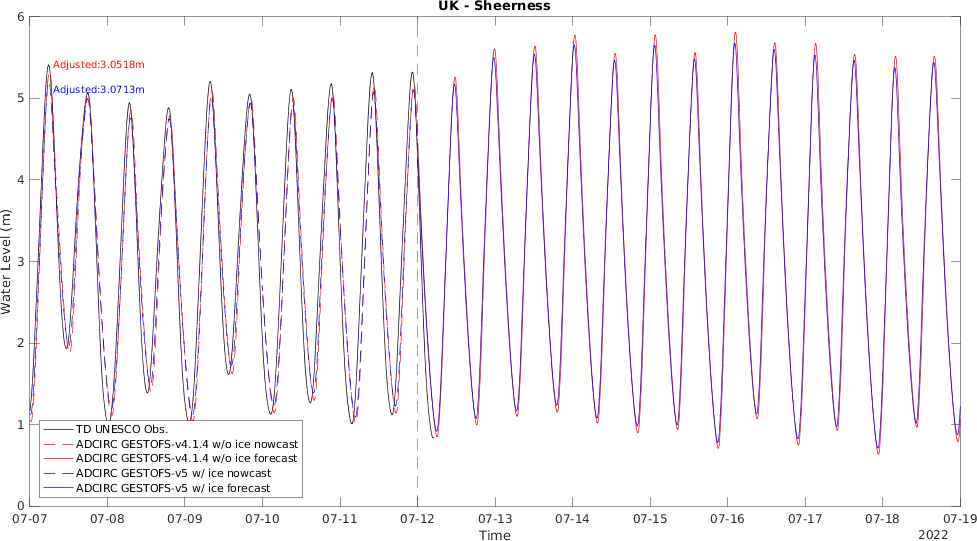 UK - Sheerness
Adjusted:3.0518m
Adjusted:3.0713m
Water Level (m)
6
5
4
3
2
1
0
TD UNESCO Obs.
ADCIRC GESTOFS-v4.1.4 w/o ice nowcast
ADCIRC GESTOFS-v4.1.4 w/o ice forecast
ADCIRC GESTOFS-v5 w/ ice nowcast
ADCIRC GESTOFS-v5 w/ ice forecast
07-07 07-08 07-09 07-10 07-11 07-12 07-13 07-14 07-15 07-16 07-17 07-18 07-19
Time
2022